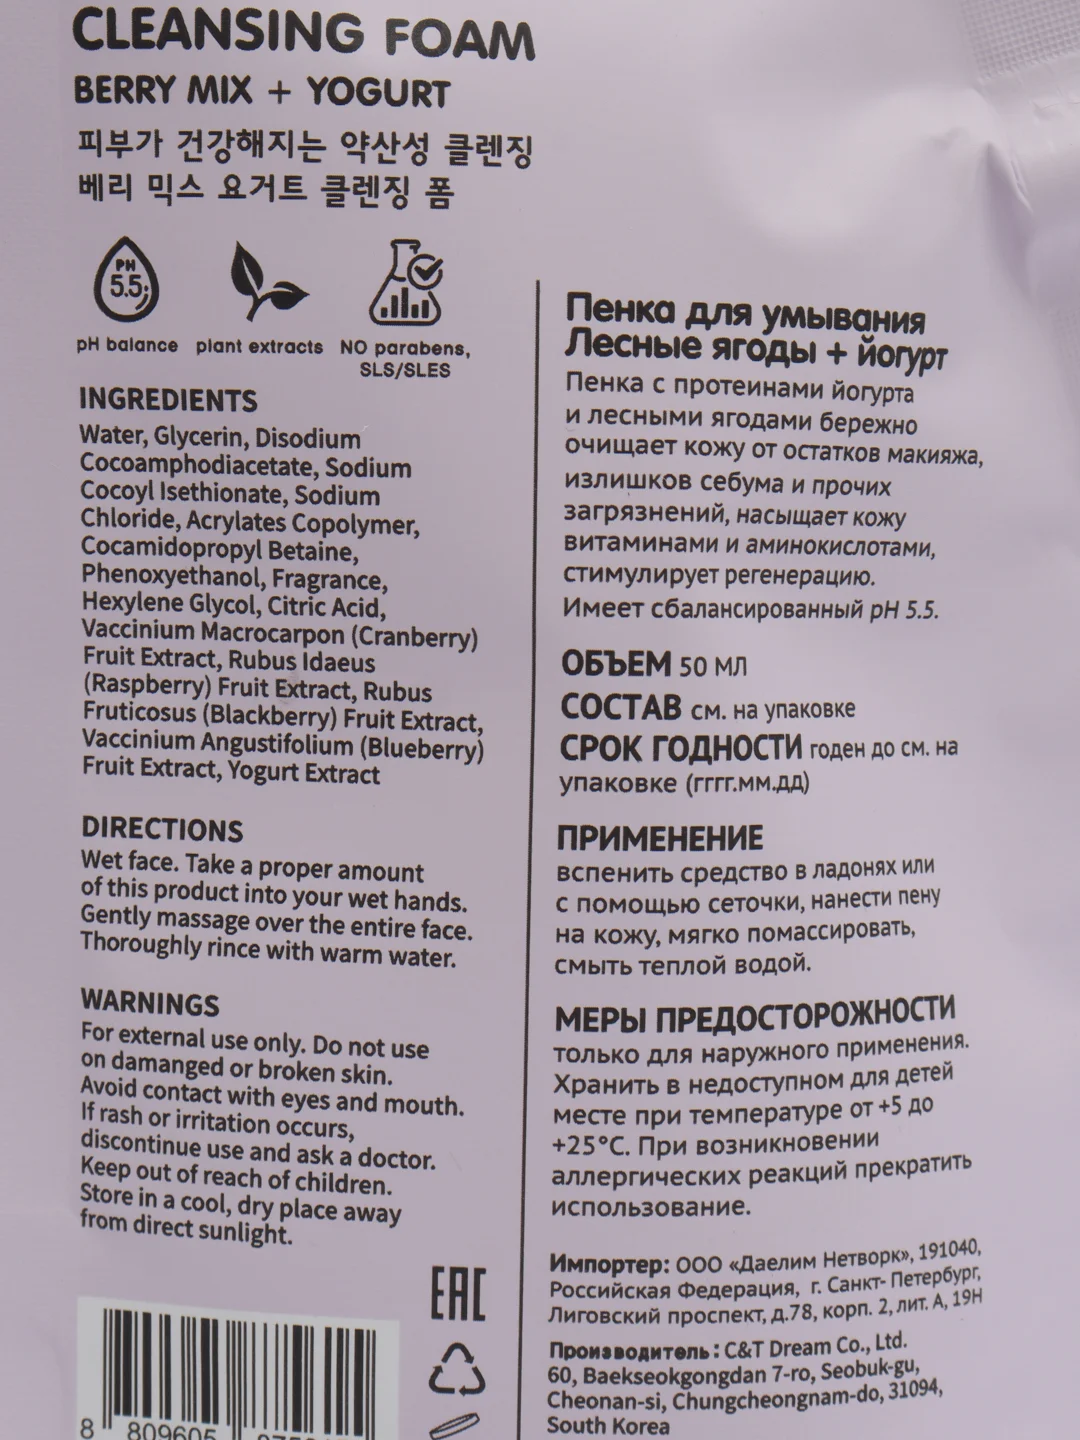 CLEANSING FOAM
BERRY MIX + YOGURT
피부가 건강해지는 약산성 클렌징
베리 믹스 요거트 클렌징 폼
PH
5.5
pH balance
plant extracts
NO parabens,
SLS/SLES
INGREDIENTS
Water, Glycerin, Disodium
Cocoamphodiacetate, Sodium
Cocoyl Isethionate, Sodium
Chloride, Acrylates Copolymer,
Cocamidopropyl Betaine,
Phenoxyethanol, Fragrance,
Hexylene Glycol, Citric Acid,
Vaccinium Macrocarpon (Cranberry)
Fruit Extract, Rubus Idaeus
(Raspberry) Fruit Extract, Rubus
Fruticosus (Blackberry) Fruit Extract,
Vaccinium Angustifolium (Blueberry)
Fruit Extract, Yogurt Extract
DIRECTIONS
Wet face. Take a proper amount
of this product into your wet hands.
Gently massage over the entire face.
Thoroughly rince with warm water.
WARNINGS
For external use only. Do not use
on damaged or broken skin.
Avoid contact with eyes and mouth.
If rash or irritation occurs,
discontinue use and ask a doctor.
Keep out of reach of children.
Store in a cool, dry place away
from direct sunlight.
EAC
8 809605
Пенка для умывания
Лесные ягоды + йогурт
Пенка с протеинами йогурта
и лесными ягодами бережно
очищает кожу от остатков макияжа,
излишков себума и прочих
загрязнений, насыщает кожу
витаминами и аминокислотами,
стимулирует регенерацию.
Имеет сбалансированный pH 5.5.
ОБЪЕМ 50 МЛ
СОСТАВ см. на упаковке
СРОК ГОДНОСТИ годен до см. на
упаковке (гггг.мм.дд)
ПРИМЕНЕНИЕ
вспенить средство в ладонях или
с помощью сеточки, нанести пену
на кожу, мягко помассировать,
смыть теплой водой.
МЕРЫ ПРЕДОСТОРОЖНОСТИ
только для наружного применения.
Хранить в недоступном для детей
месте при температуре от +5 до
+25°C. При возникновении
аллергических реакций прекратить
использование.
Импортер: ООО «Даелим Нетворк», 191040,
Российская Федерация, г. Санкт- Петербург,
Лиговский проспект, д.78, корп. 2, лит. А, 19Н
Производитель: C&T Dream Co., Ltd.
60, Baekseokgongdan 7-ro, Seobuk-gu,
Cheonan-si, Chungcheongnam-do, 31094,
South Korea